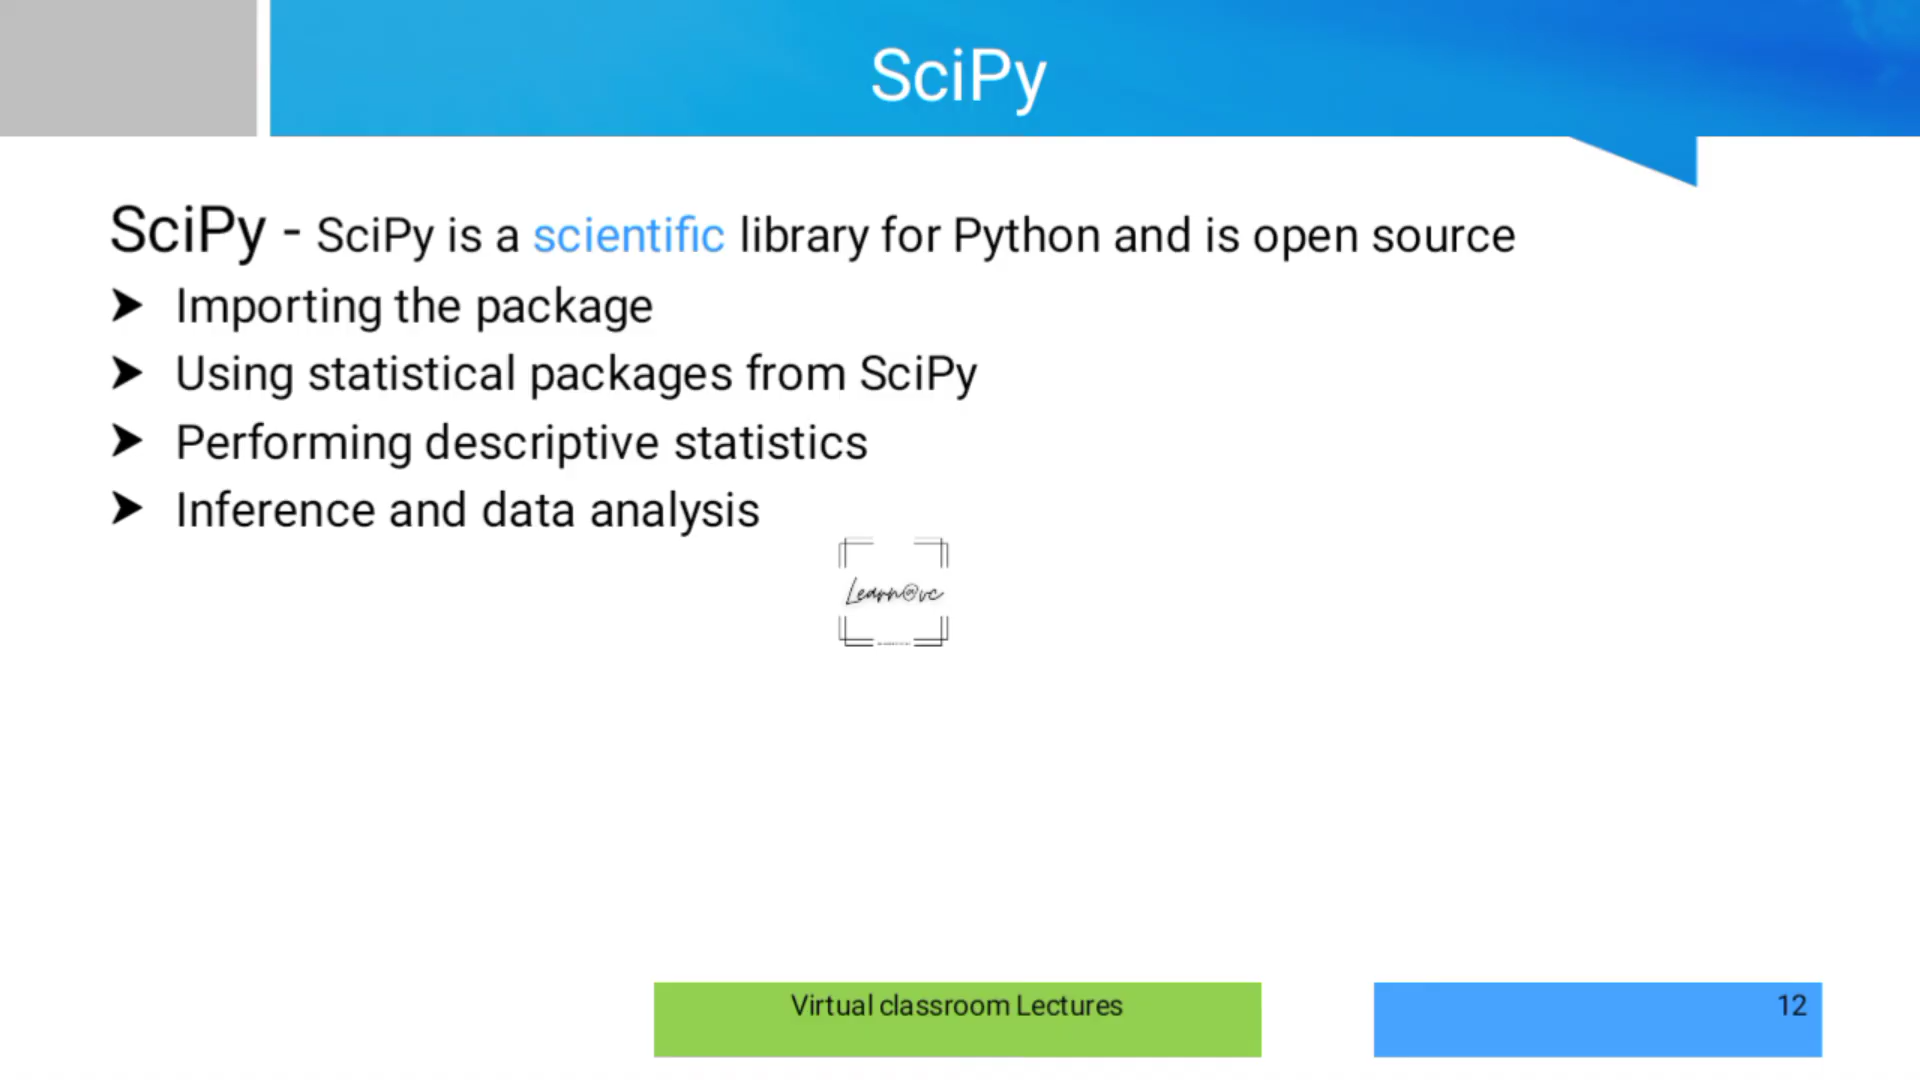 SciPy
SciPy - SciPy is a scientific library for Python and is open source
➤ Importing the package
➤ Using statistical packages from SciPy
➤ Performing descriptive statistics
➤ Inference and data analysis
Learn@vc
Virtual classroom Lectures
12